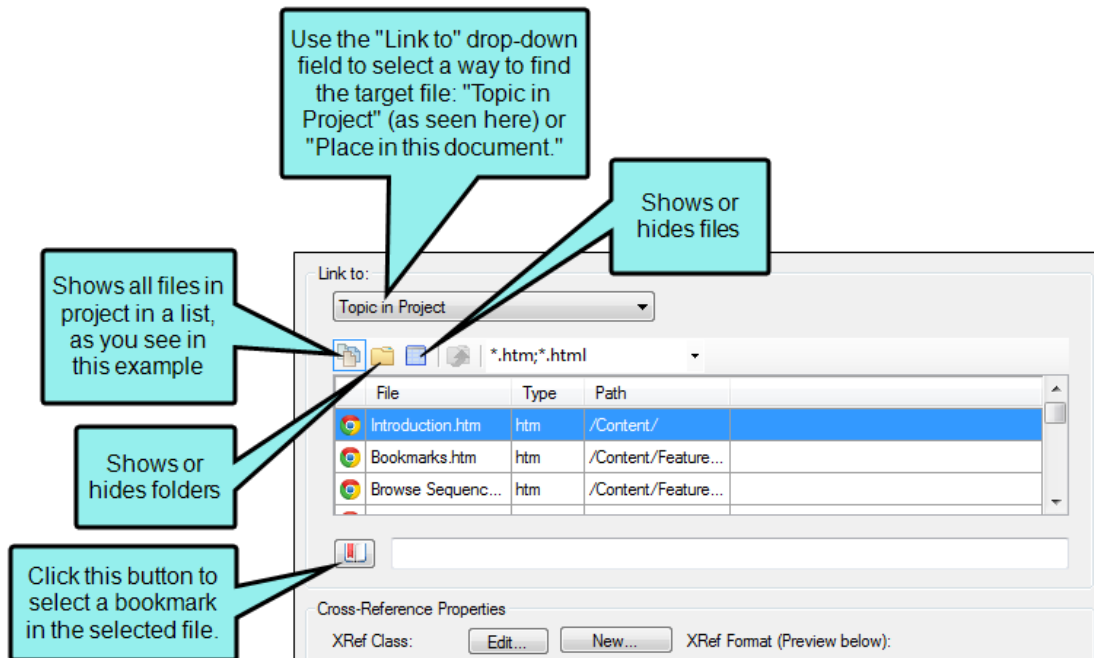 Use the "Link to" drop-down
field to select a way to find
the target file: "Topic in
Project" (as seen here) or
"Place in this document."
Shows or
hides files
Shows all files in
project in a list,
as you see in
this example
Shows or
hides folders
Click this button to
select a bookmark
in the selected file.
Link to:
Topic in Project
*.htm;*.html
File Type Path
Introduction.htm htm /Content/
Bookmarks.htm htm /Content/Feature...
Browse Sequenc... htm /Content/Feature...
Cross-Reference Properties
XRef Class: Edit... New... XRef Format (Preview below):